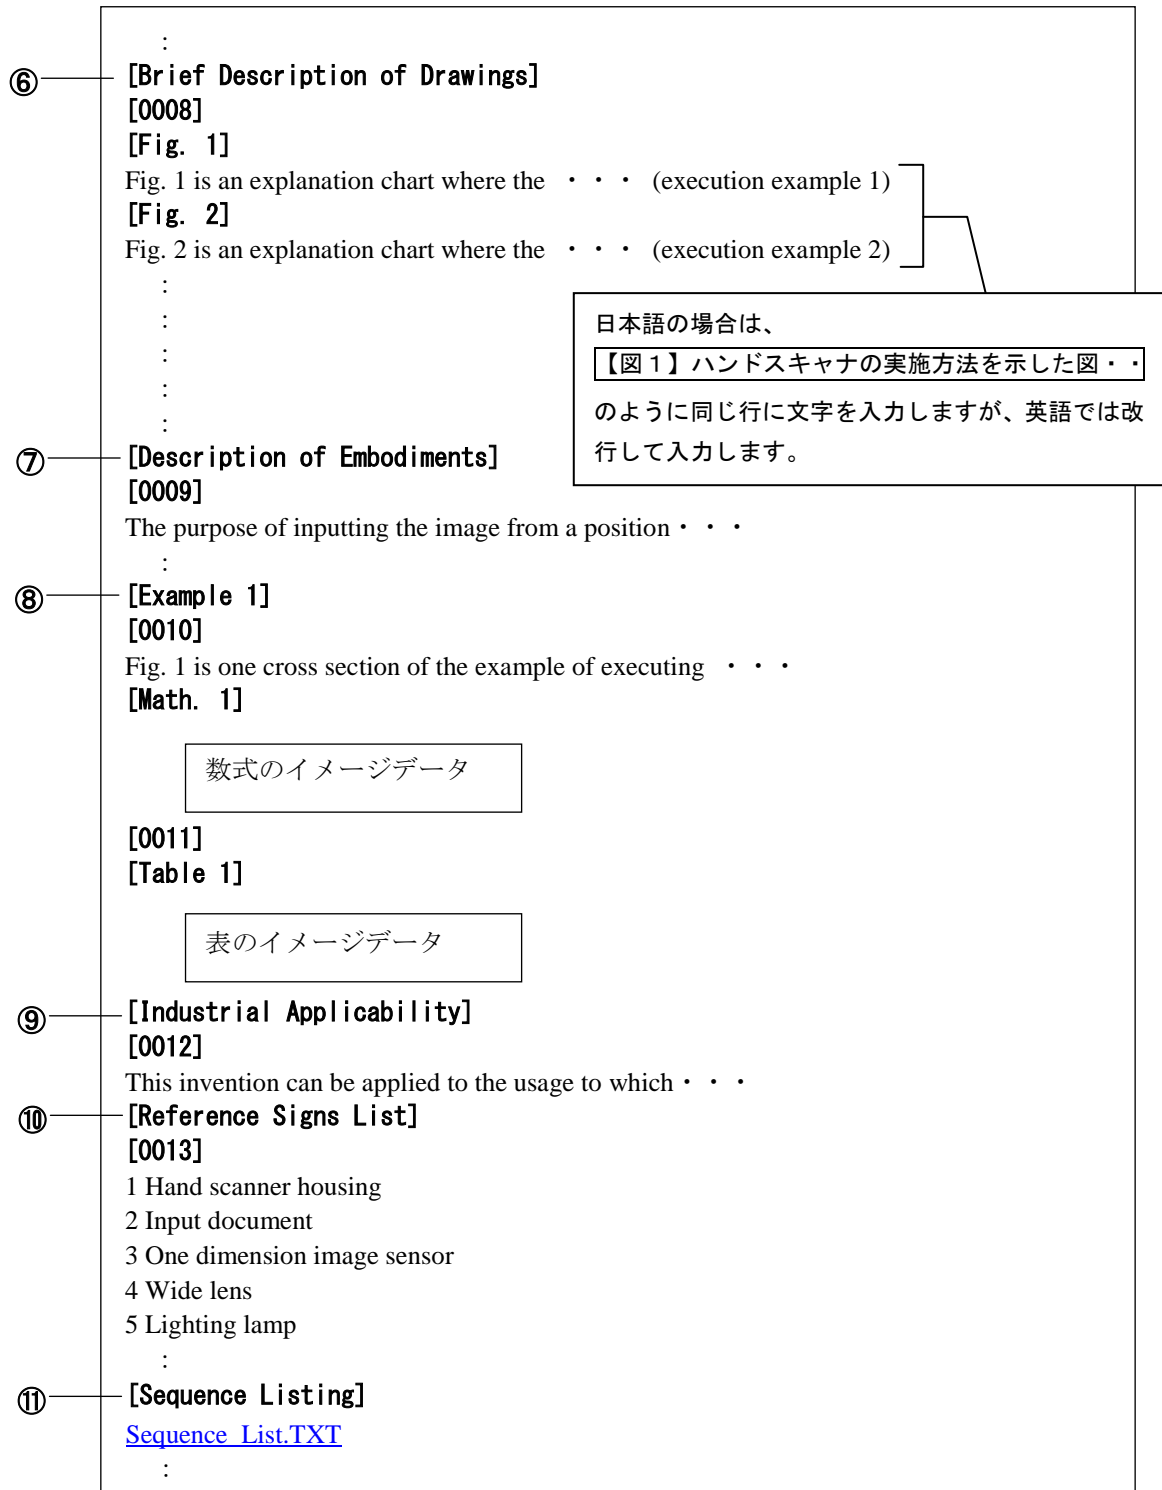 :
⑥ [Brief Description of Drawings]
[0008]
[Fig. 1]
Fig. 1 is an explanation chart where the ・・・ (execution example 1)
[Fig. 2]
Fig. 2 is an explanation chart where the ・・・ (execution example 2)
:
:
:
:
:
日本語の場合は、
【図１】ハンドスキャナの実施方法を示した図・・
のように同じ行に文字を入力しますが、英語では改
行して入力します。
⑦ [Description of Embodiments]
[0009]
The purpose of inputting the image from a position・・・
:
⑧ [Example 1]
[0010]
Fig. 1 is one cross section of the example of executing ・・・
[Math. 1]
数式のイメージデータ
[0011]
[Table 1]
表のイメージデータ
⑨ [Industrial Applicability]
[0012]
This invention can be applied to the usage to which・・・
⑩ [Reference Signs List]
[0013]
1 Hand scanner housing
2 Input document
3 One dimension image sensor
4 Wide lens
5 Lighting lamp
:
⑪ [Sequence Listing]
Sequence_List.TXT
: